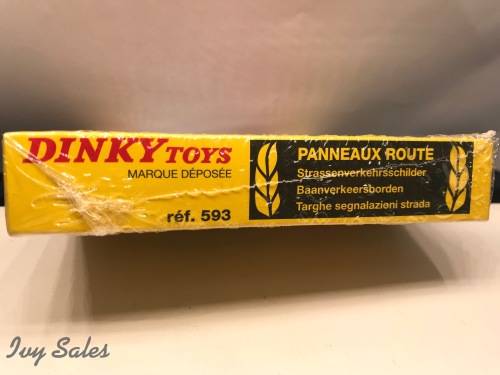 DINKY TOYS
MARQUE DÉPOSÉE
réf. 593
PANNEAUX ROUTE
Strassenverkehrsschilder
Baanverkeersborden
Targhe segnalazioni strada
Ivy Sales